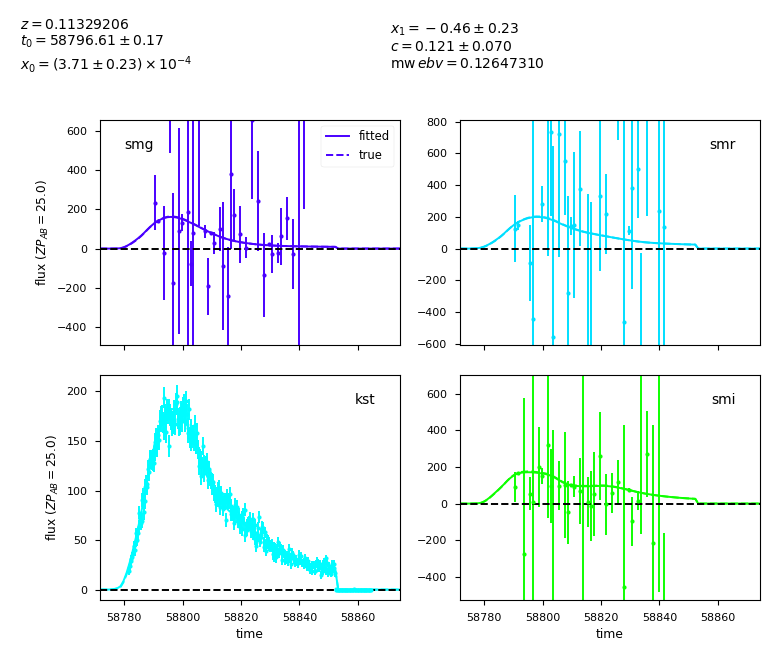 z = 0.11329206
t₀ = 58796.61 ± 0.17
x₀ = (3.71 ± 0.23) × 10⁻⁴
x₁ = −0.46 ± 0.23
c = 0.121 ± 0.070
mw ebv = 0.12647310
smg
fitted
true
600
400
200
0
−200
−400
flux (ZP_AB = 25.0)
smr
800
600
400
200
0
−200
−400
−600
kst
200
150
100
50
0
flux (ZP_AB = 25.0)
58780 58800 58820 58840 58860
time
smi
600
400
200
0
−200
−400
58780 58800 58820 58840 58860
time